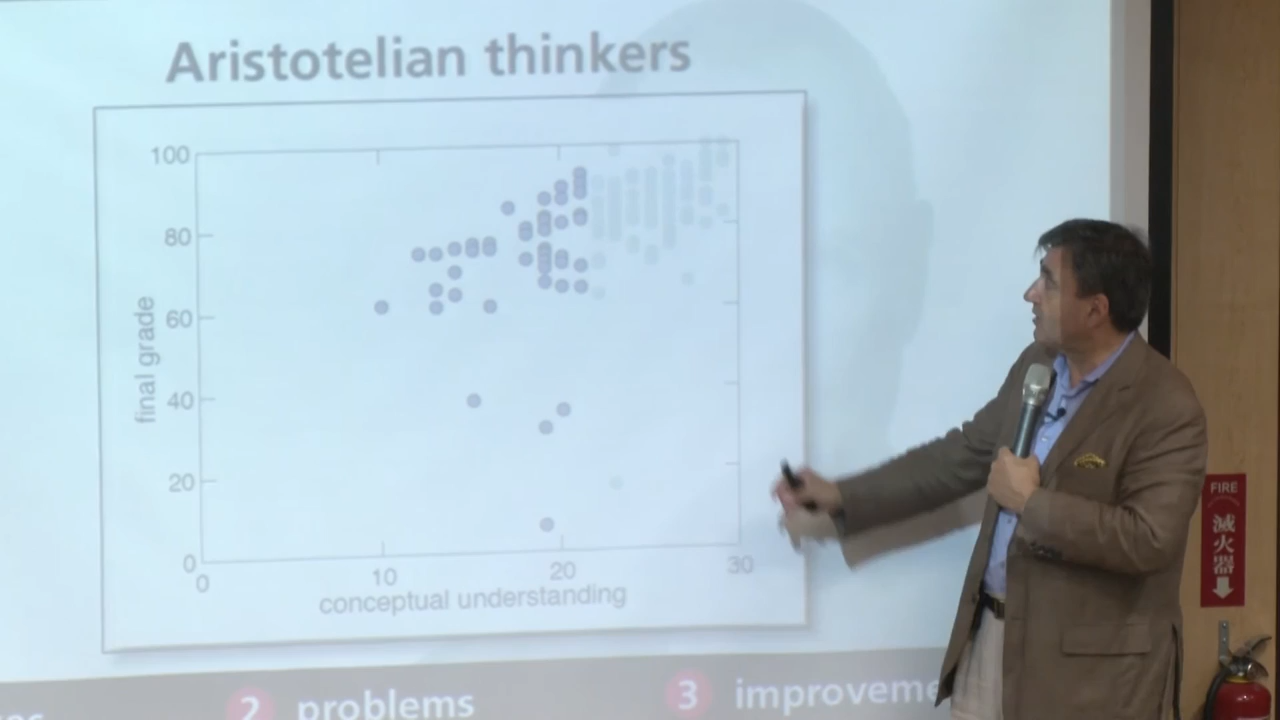 Aristotelian thinkers
100
80
60
40
20
0
final grade
0 10 20 30
conceptual understanding
2 problems
3
FIRE
滅
火
器